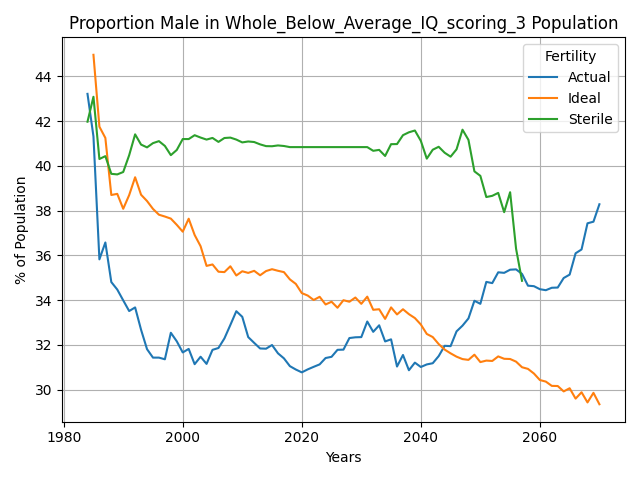 Proportion Male in Whole_Below_Average_IQ_scoring_3 Population
Fertility
Actual
Ideal
Sterile
% of Population
44
42
40
38
36
34
32
30
1980
2000
2020
2040
2060
Years